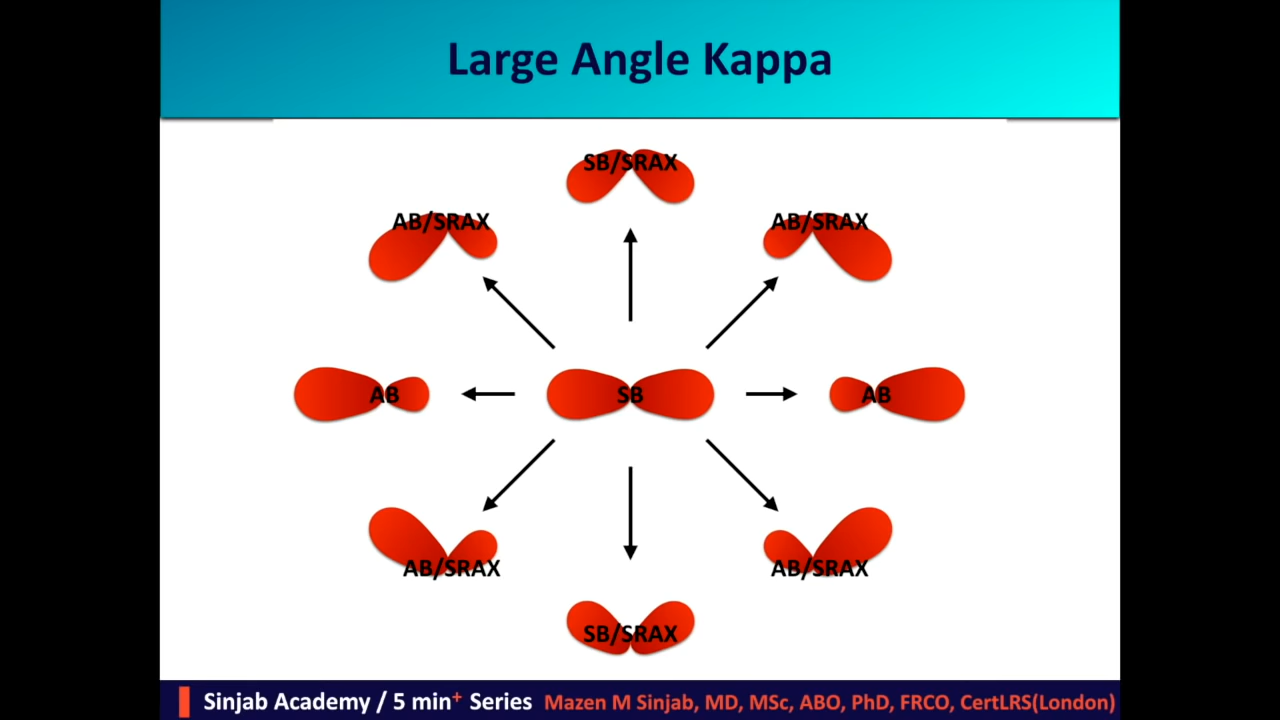 Large Angle Kappa
SB/SRAX
AB/SRAX
AB/SRAX
AB
SB
AB
AB/SRAX
AB/SRAX
SB/SRAX
Sinjab Academy / 5 min+ Series Mazen M Sinjab, MD, MSc, ABO, PhD, FRCO, CertLRS(London)